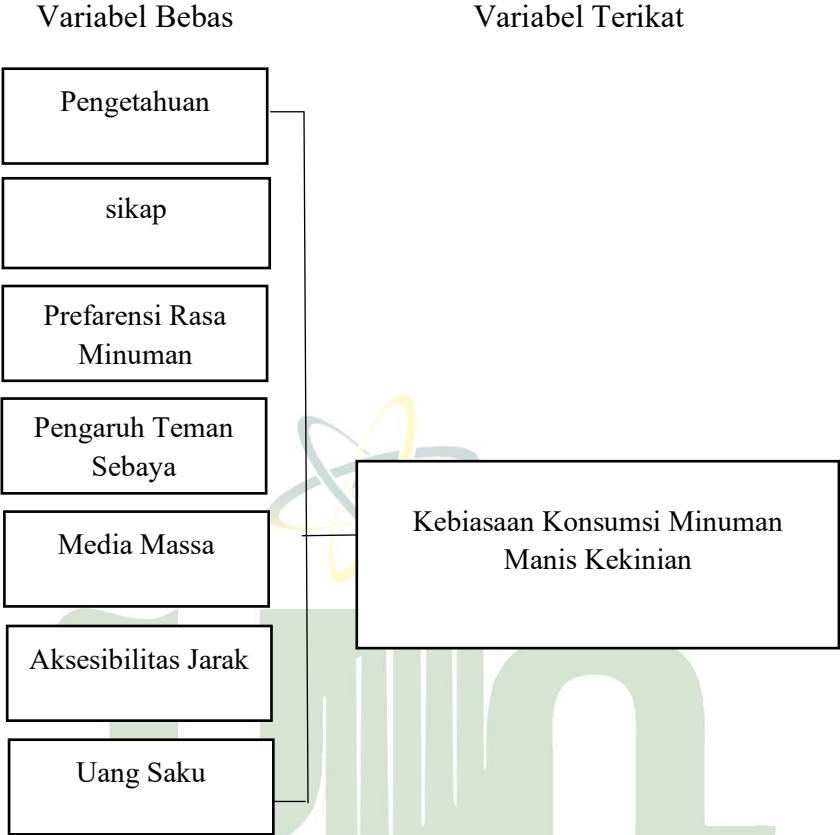 Variabel Bebas
Variabel Terikat
Pengetahuan
sikap
Prefarensi Rasa
Minuman
Pengaruh Teman
Sebaya
Media Massa
Aksesibilitas Jarak
Uang Saku
Kebiasaan Konsumsi Minuman
Manis Kekinian